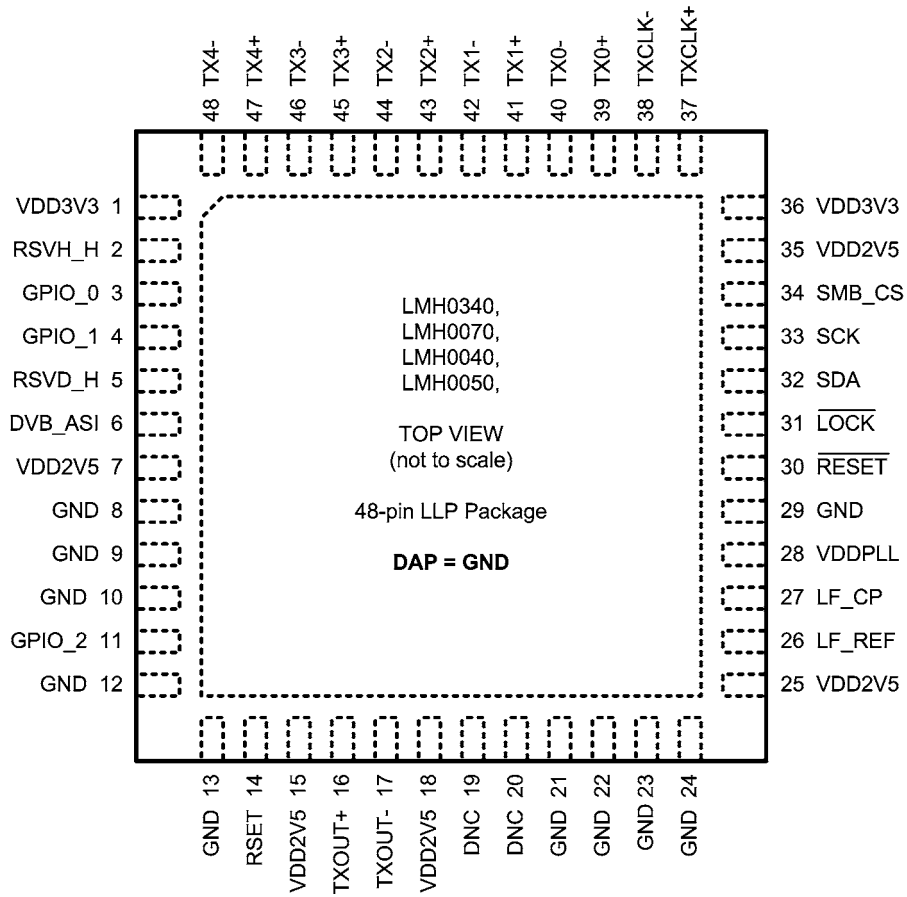 48 TX4-
47 TX4+
46 TX3-
45 TX3+
44 TX2-
43 TX2+
42 TX1-
41 TX1+
40 TX0-
39 TX0+
38 TXCLK-
37 TXCLK+
VDD3V3 1
RSVH_H 2
GPIO_0 3
GPIO_1 4
RSVD_H 5
DVB_ASI 6
VDD2V5 7
GND 8
GND 9
GND 10
GPIO_2 11
GND 12
LMH0340,
LMH0070,
LMH0040,
LMH0050,
TOP VIEW
(not to scale)
48-pin LLP Package
DAP = GND
36 VDD3V3
35 VDD2V5
34 SMB_CS
33 SCK
32 SDA
31 LOCK
30 RESET
29 GND
28 VDDPLL
27 LF_CP
26 LF_REF
25 VDD2V5
GND 13
RSET 14
VDD2V5 15
TXOUT+ 16
TXOUT- 17
VDD2V5 18
DNC 19
DNC 20
GND 21
GND 22
GND 23
GND 24